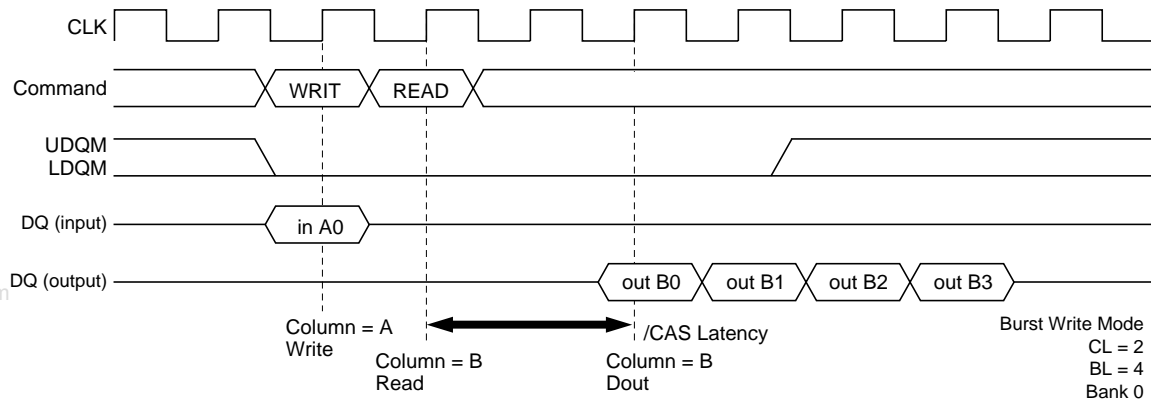 CLK
Command WRIT READ
UDQM
LDQM
DQ (input) in A0
DQ (output) out B0 out B1 out B2 out B3
Column = A
Write
/CAS Latency
Column = B
Read
Column = B
Dout
Burst Write Mode
CL = 2
BL = 4
Bank 0